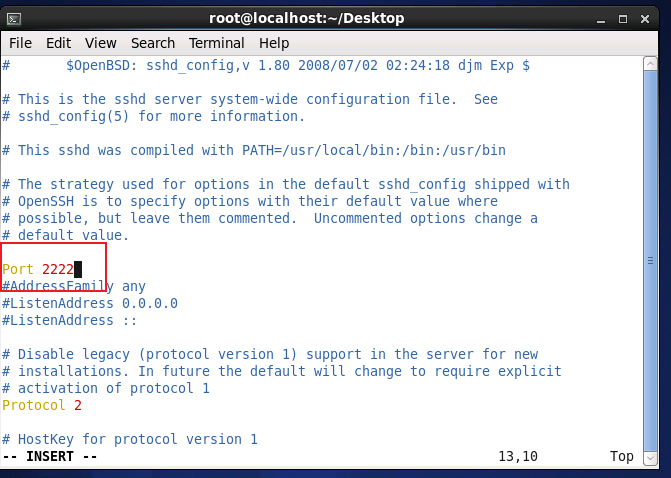 root@localhost:~/Desktop
File Edit View Search Terminal Help
#       $OpenBSD: sshd_config,v 1.80 2008/07/02 02:24:18 djm Exp $

# This is the sshd server system-wide configuration file.  See
# sshd_config(5) for more information.

# This sshd was compiled with PATH=/usr/local/bin:/bin:/usr/bin

# The strategy used for options in the default sshd_config shipped with
# OpenSSH is to specify options with their default value where
# possible, but leave them commented.  Uncommented options change a
# default value.

Port 2222
#AddressFamily any
#ListenAddress 0.0.0.0
#ListenAddress ::

# Disable legacy (protocol version 1) support in the server for new
# installations. In future the default will change to require explicit
# activation of protocol 1
Protocol 2

# HostKey for protocol version 1
-- INSERT -- 13,10 Top